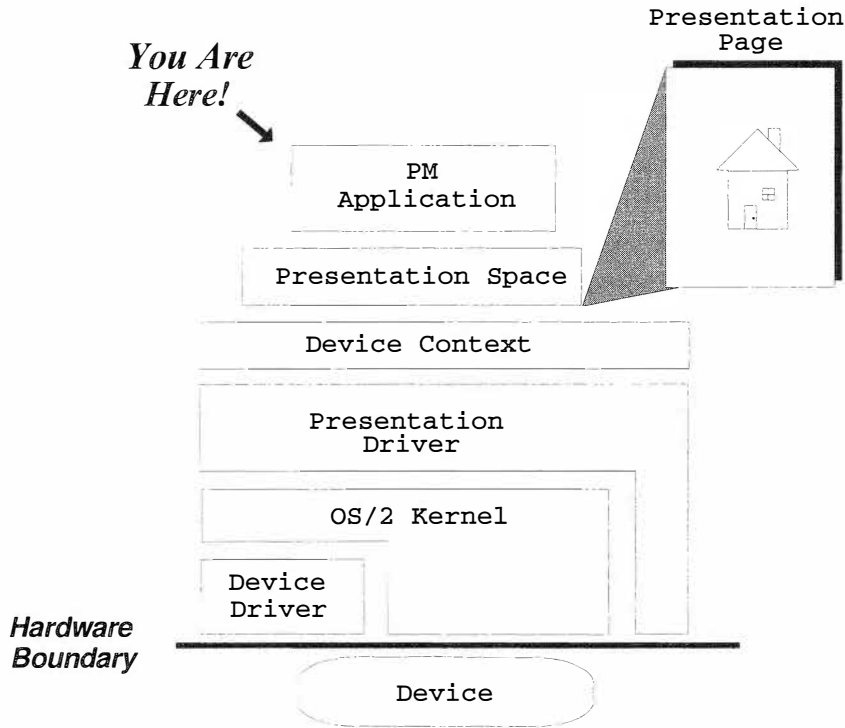 Presentation
Page
You Are
Here!
PM
Application
Presentation Space
Device Context
Presentation
Driver
OS/2 Kernel
Device
Driver
Hardware
Boundary
Device